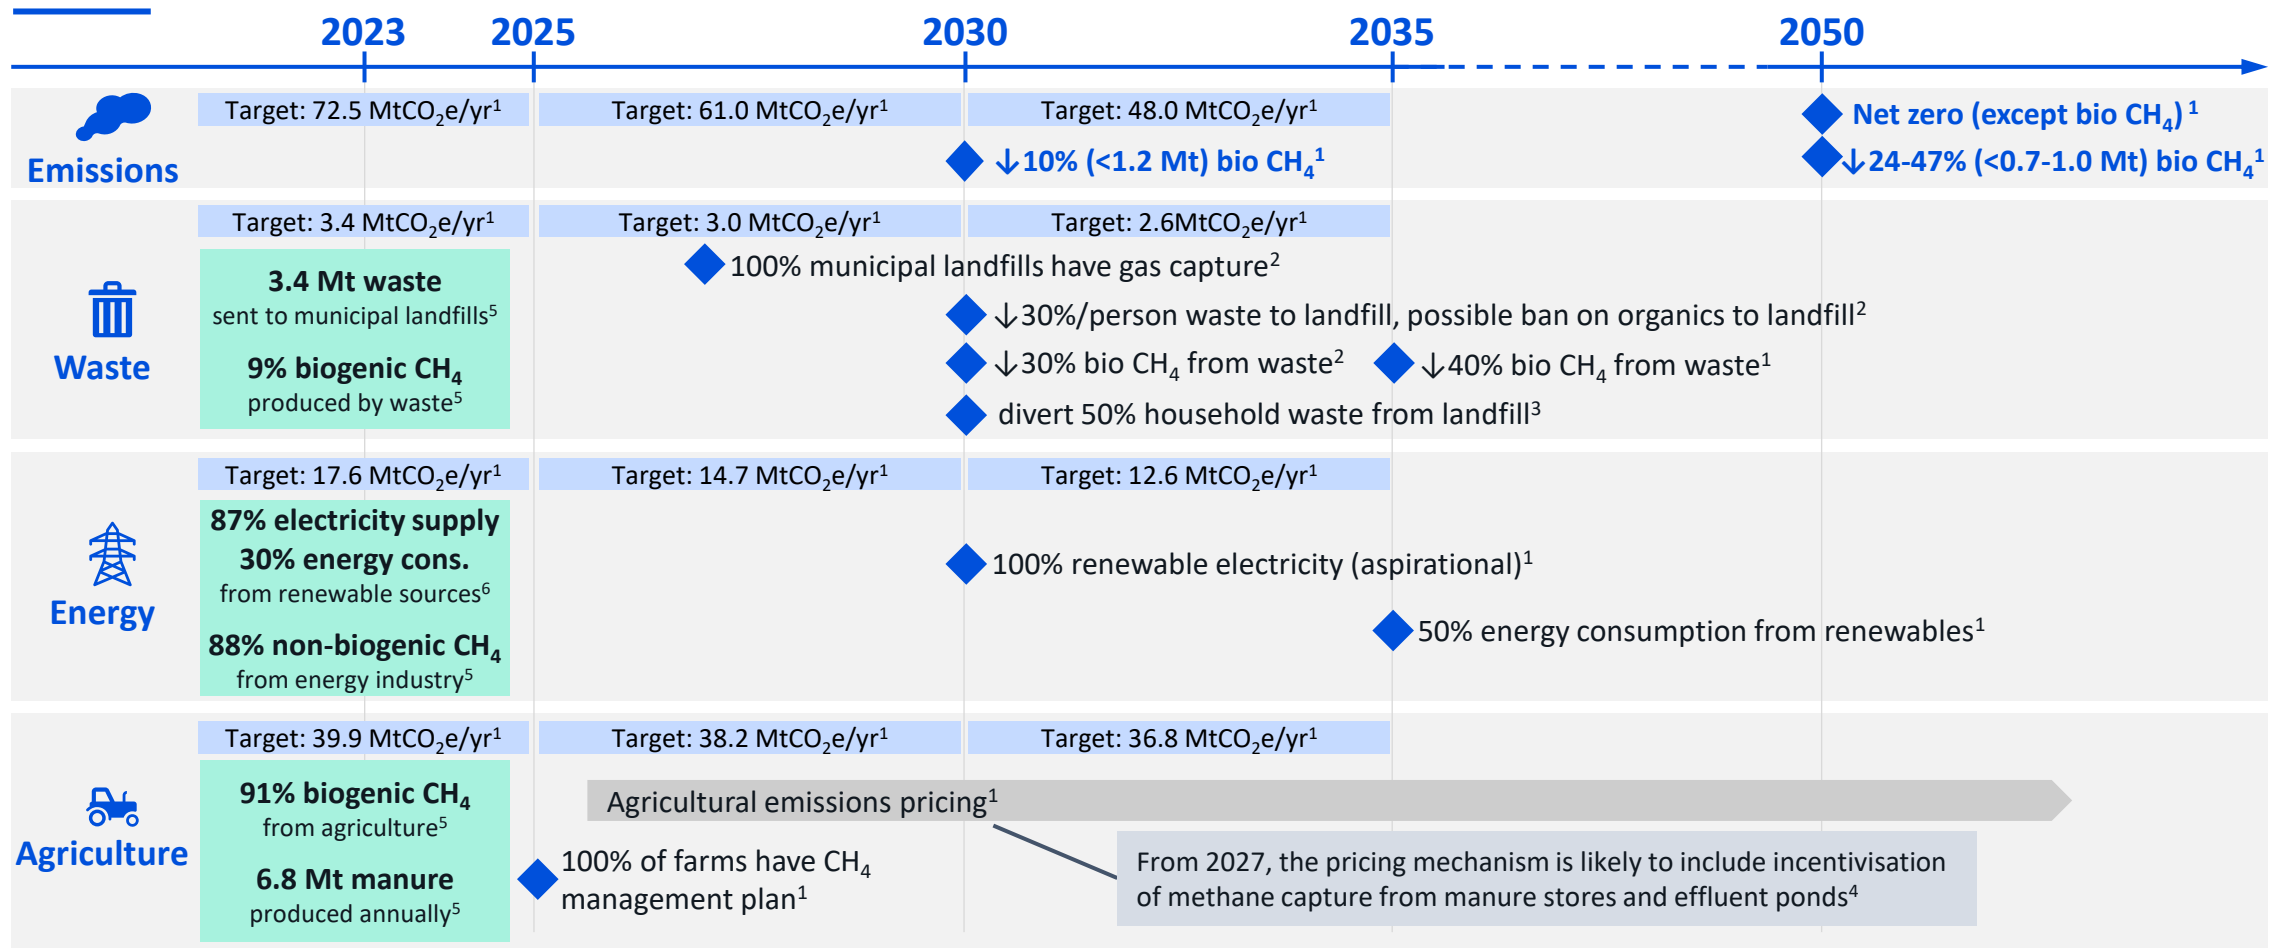 2023 2025 2030 2035 2050
Target: 72.5 MtCO₂e/yr¹ Target: 61.0 MtCO₂e/yr¹ Target: 48.0 MtCO₂e/yr¹
Net zero (except bio CH₄) ¹
↓10% (<1.2 Mt) bio CH₄¹
↓24-47% (<0.7-1.0 Mt) bio CH₄¹
Emissions
Target: 3.4 MtCO₂e/yr¹ Target: 3.0 MtCO₂e/yr¹ Target: 2.6MtCO₂e/yr¹
Waste
3.4 Mt waste
sent to municipal landfills⁵
9% biogenic CH₄
produced by waste⁵
100% municipal landfills have gas capture²
↓30%/person waste to landfill, possible ban on organics to landfill²
↓30% bio CH₄ from waste² ↓40% bio CH₄ from waste¹
divert 50% household waste from landfill³
Target: 17.6 MtCO₂e/yr¹ Target: 14.7 MtCO₂e/yr¹ Target: 12.6 MtCO₂e/yr¹
Energy
87% electricity supply
30% energy cons.
from renewable sources⁶
88% non-biogenic CH₄
from energy industry⁵
100% renewable electricity (aspirational)¹
50% energy consumption from renewables¹
Target: 39.9 MtCO₂e/yr¹ Target: 38.2 MtCO₂e/yr¹ Target: 36.8 MtCO₂e/yr¹
Agriculture
91% biogenic CH₄
from agriculture⁵
6.8 Mt manure
produced annually⁵
Agricultural emissions pricing¹
100% of farms have CH₄
management plan¹
From 2027, the pricing mechanism is likely to include incentivisation
of methane capture from manure stores and effluent ponds⁴